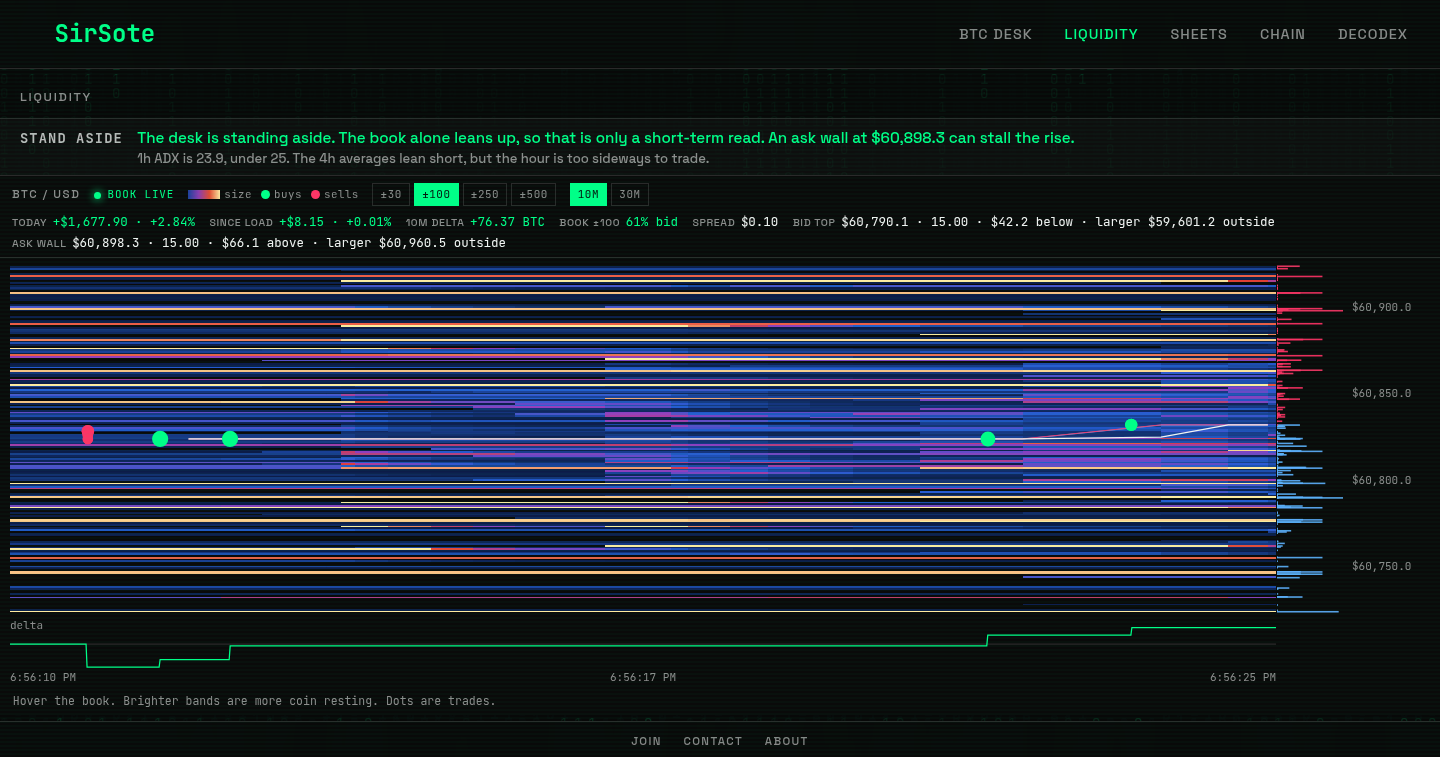 SirSote
BTC DESK LIQUIDITY SHEETS CHAIN DECODEX
LIQUIDITY
STAND ASIDE The desk is standing aside. The book alone leans up, so that is only a short-term read. An ask wall at $60,898.3 can stall the rise.
1h ADX is 23.9, under 25. The 4h averages lean short, but the hour is too sideways to trade.
BTC / USD BOOK LIVE size buys sells ±30 ±100 ±250 ±500 10M 30M
TODAY +$1,677.90 · +2.84% SINCE LOAD +$8.15 · +0.01% 10M DELTA +76.37 BTC BOOK ±100 61% bid SPREAD $0.10 BID TOP $60,790.1 · 15.00 · $42.2 below · larger $59,601.2 outside
ASK WALL $60,898.3 · 15.00 · $66.1 above · larger $60,960.5 outside
$60,900.0
$60,850.0
$60,800.0
$60,750.0
delta
6:56:10 PM 6:56:17 PM 6:56:25 PM
Hover the book. Brighter bands are more coin resting. Dots are trades.
JOIN CONTACT ABOUT